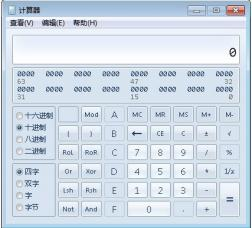 计算器
查看(V) 编辑(E) 帮助(H)
0
0000 0000 0000 0000 0000 0000 0000 0000
63 47 32
0000 0000 0000 0000 0000 0000 0000 0000
31 15 0
十六进制 Mod A MC MR MS M+ M-
十进制 ( ) B ← CE C ± √
八进制
二进制 RoL RoR C 7 8 9 / %
四字 Or Xor D 4 5 6 * 1/x
双字 Lsh Rsh E 1 2 3 - =
字
字节 Not And F 0 . +